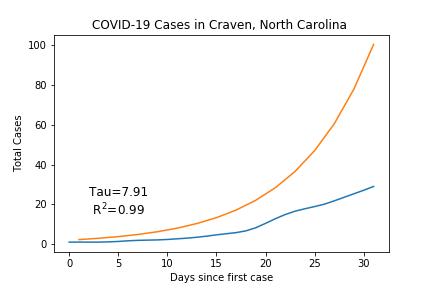 COVID-19 Cases in Craven, North Carolina
Total Cases
100
80
60
40
20
0
Tau=7.91
R²=0.99
0 5 10 15 20 25 30
Days since first case